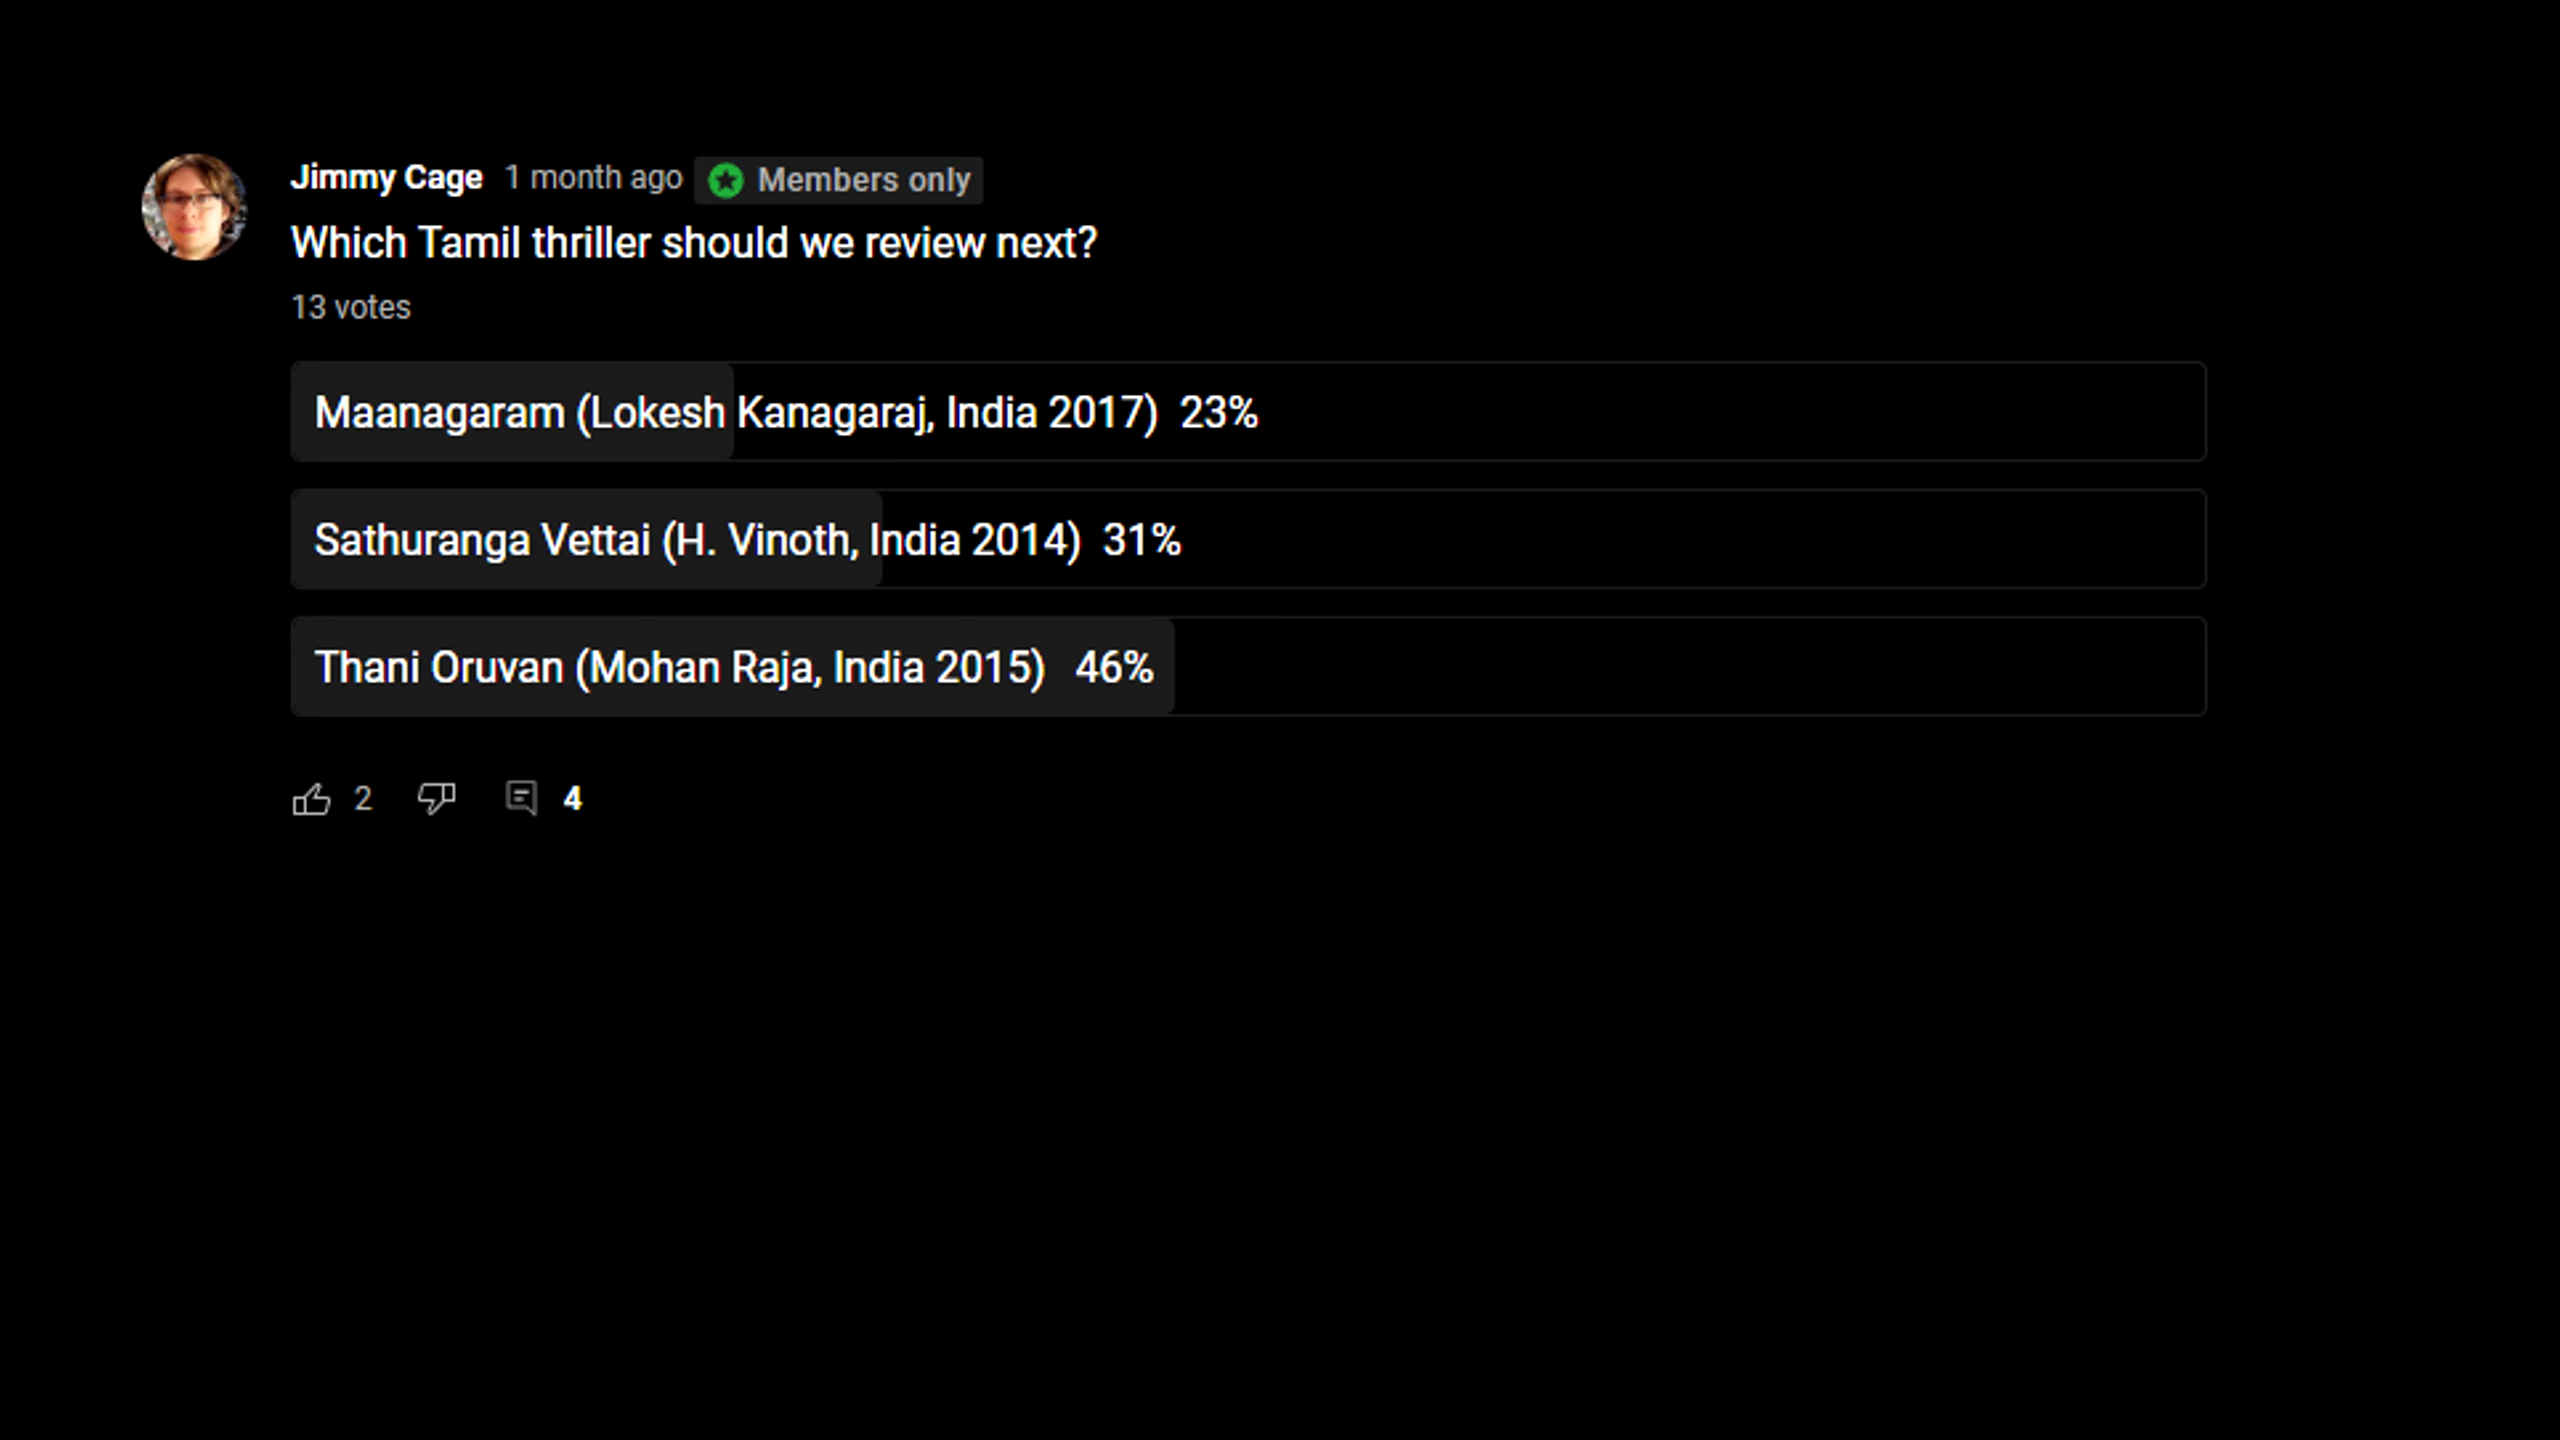 Jimmy Cage 1 month ago Members only
Which Tamil thriller should we review next?
13 votes
Maanagaram (Lokesh Kanagaraj, India 2017) 23%
Sathuranga Vettai (H. Vinoth, India 2014) 31%
Thani Oruvan (Mohan Raja, India 2015) 46%
2 4